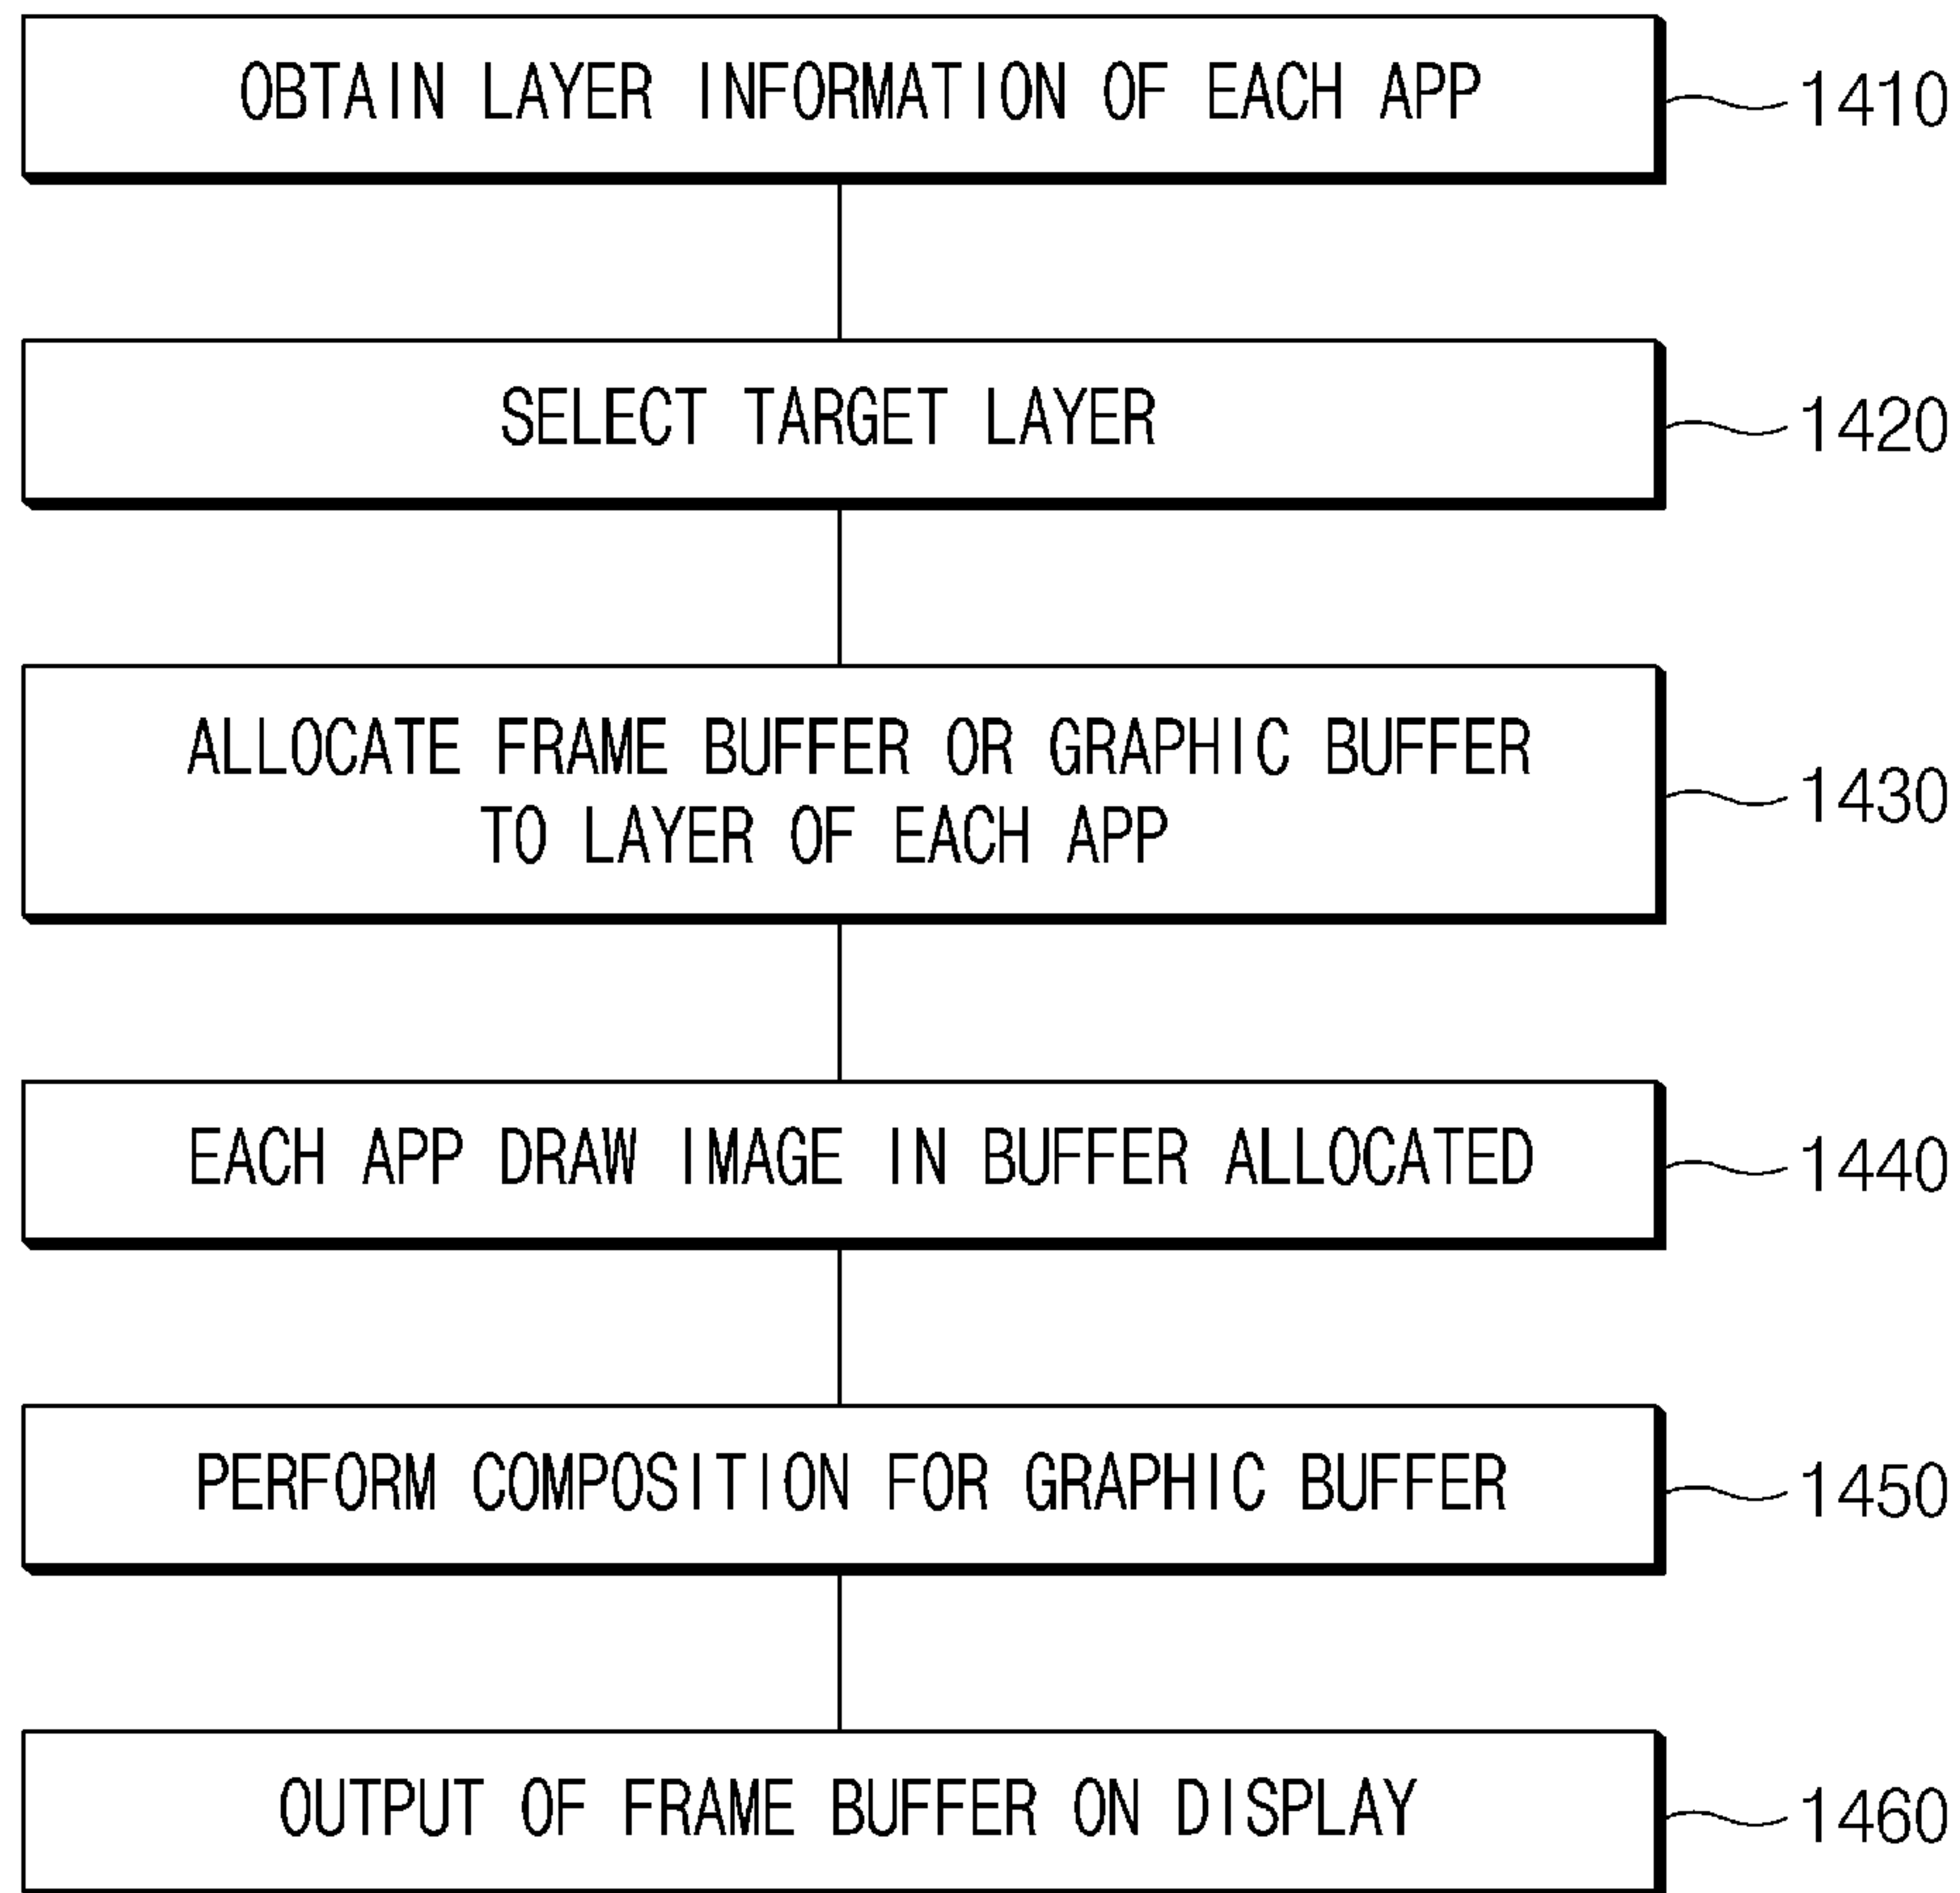 OBTAIN LAYER INFORMATION OF EACH APP
1410
SELECT TARGET LAYER
1420
ALLOCATE FRAME BUFFER OR GRAPHIC BUFFER
TO LAYER OF EACH APP
1430
EACH APP DRAW IMAGE IN BUFFER ALLOCATED
1440
PERFORM COMPOSITION FOR GRAPHIC BUFFER
1450
OUTPUT OF FRAME BUFFER ON DISPLAY
1460